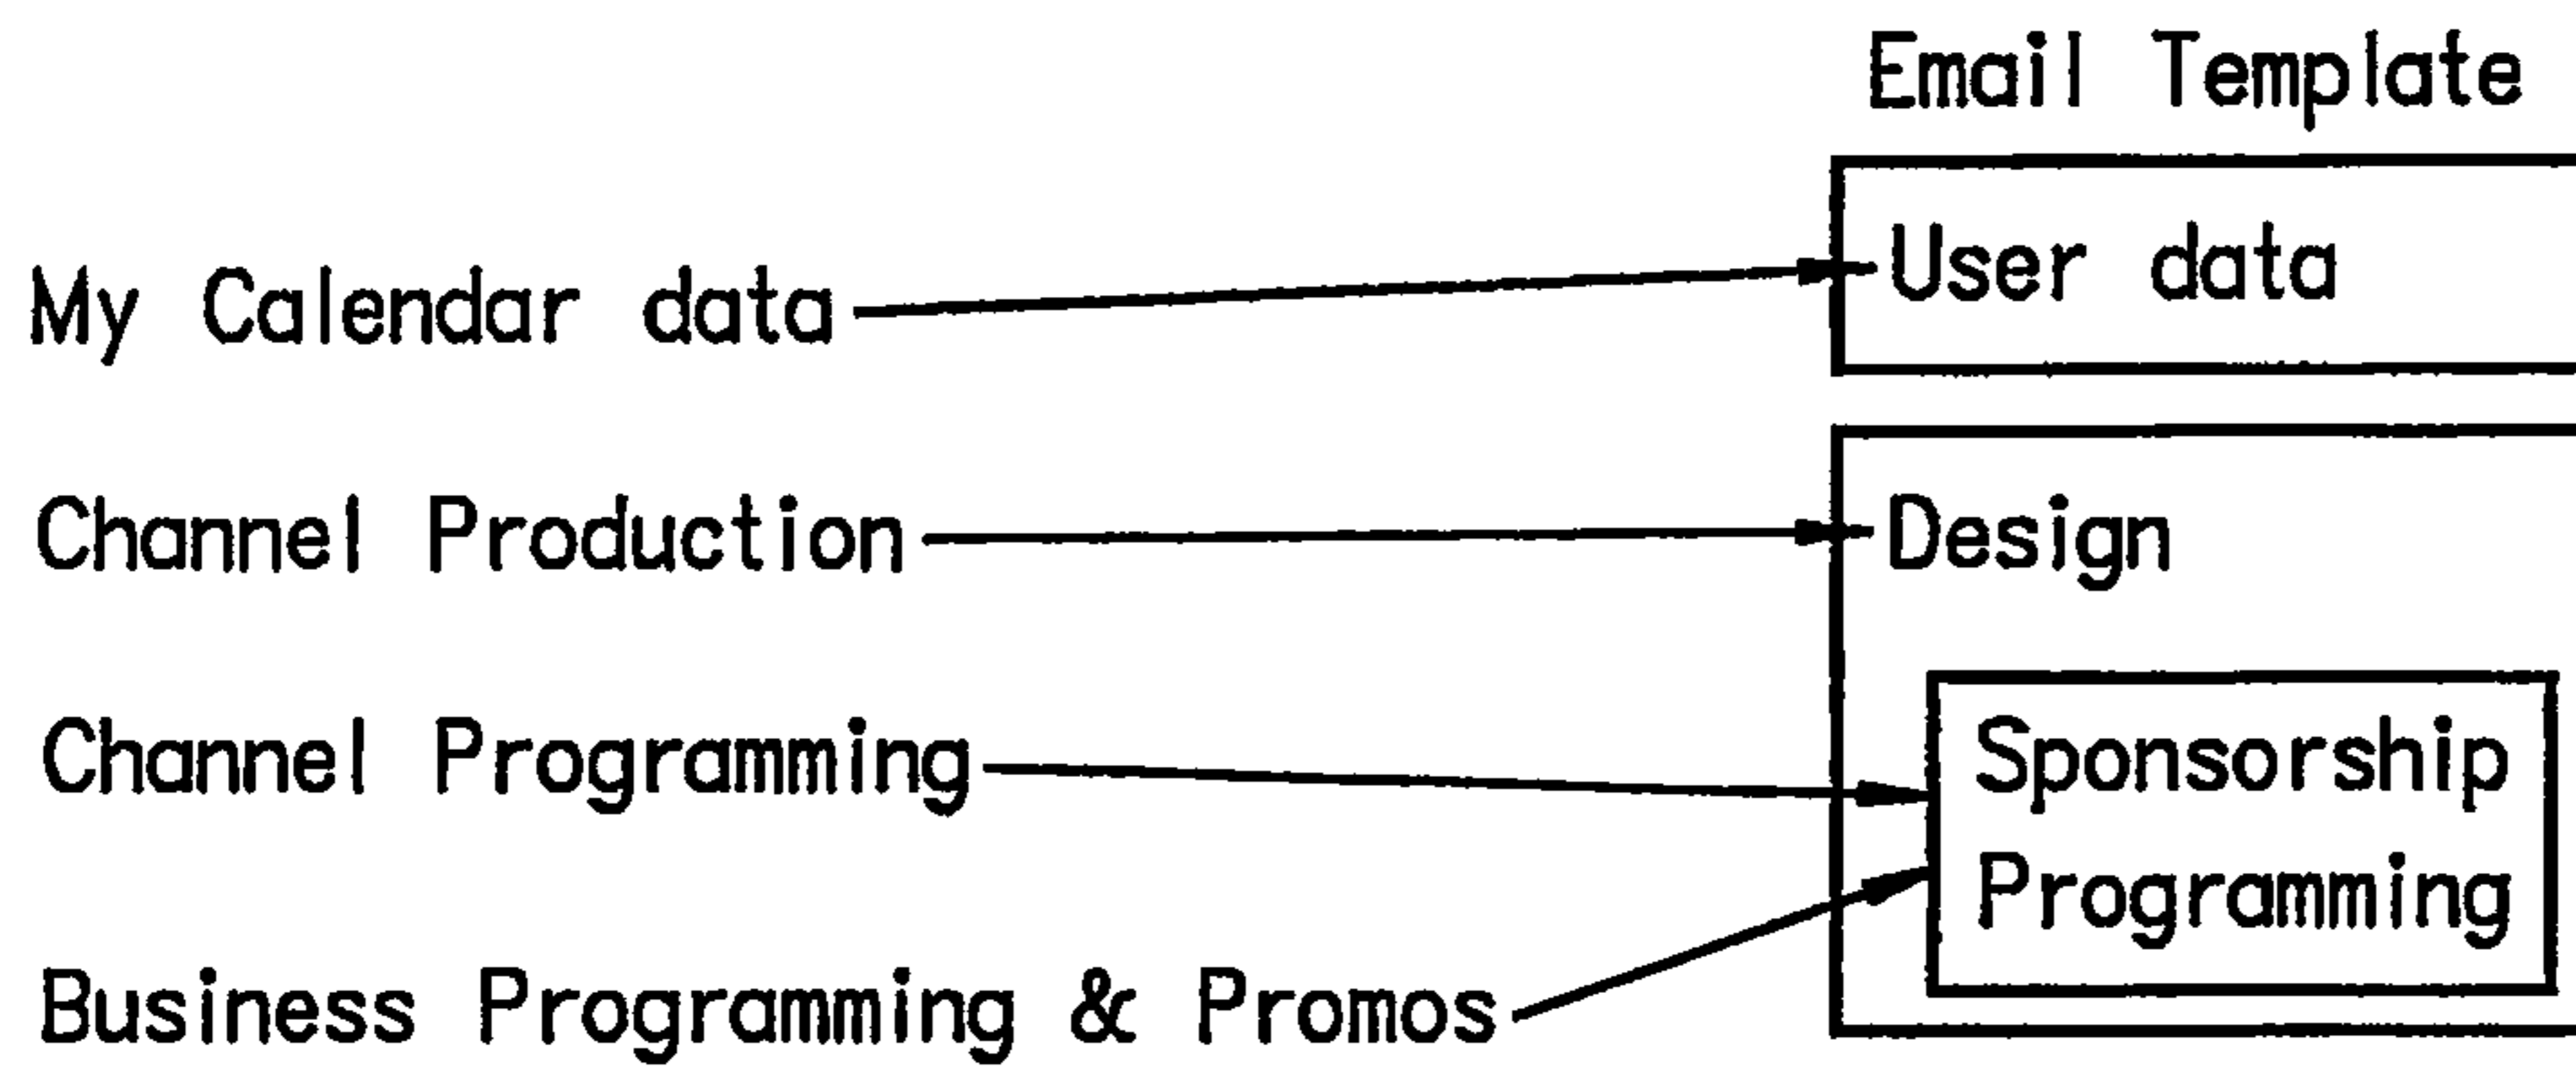 Email Template
User data
My Calendar data
Channel Production
Design
Channel Programming
Sponsorship
Programming
Business Programming & Promos